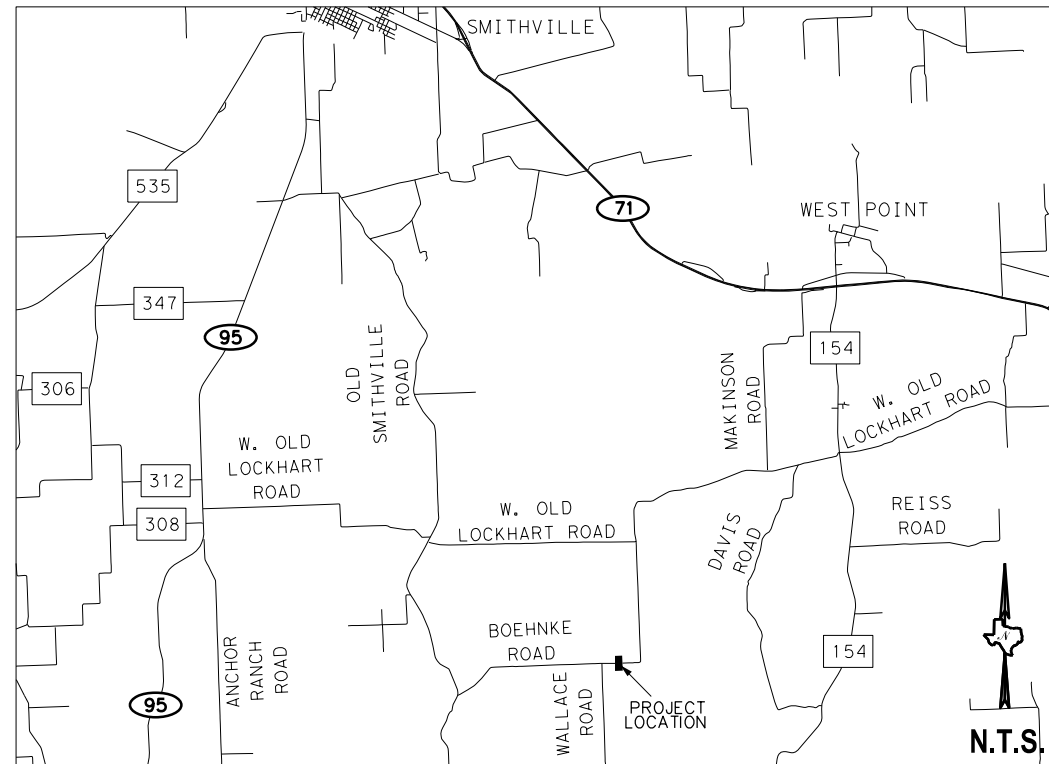 SMITHVILLE
535
71
WEST POINT
347
95
154
306
OLD
SMITHVILLE
ROAD
MAKINSON
ROAD
W. OLD
LOCKHART ROAD
W. OLD
LOCKHART
ROAD
312
308
W. OLD
LOCKHART ROAD
DAVIS
ROAD
REISS
ROAD
BOEHNKE
ROAD
ANCHOR
RANCH
ROAD
154
95
WALLACE
ROAD
PROJECT
LOCATION
N
N.T.S.